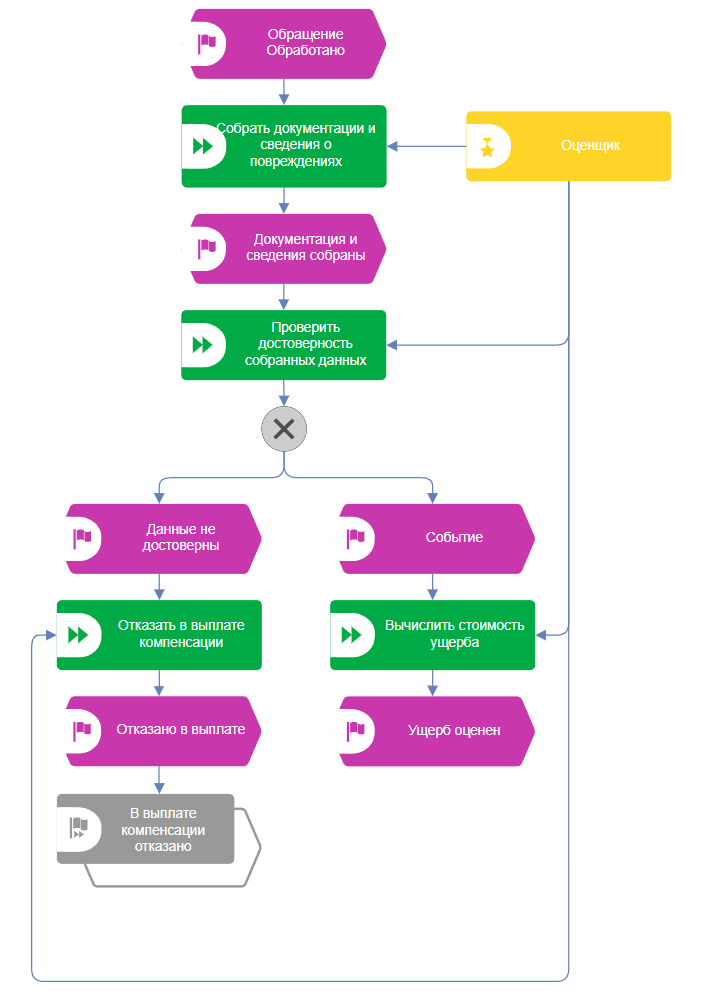 Обращение
Обработано
Собрать документации и
сведения о
повреждениях
Оценщик
Документация и
сведения собраны
Проверить
достоверность
собранных данных
Данные не
достоверны
Событие
Отказать в выплате
компенсации
Вычислить стоимость
ущерба
Отказано в выплате
Ущерб оценен
В выплате
компенсации
отказано